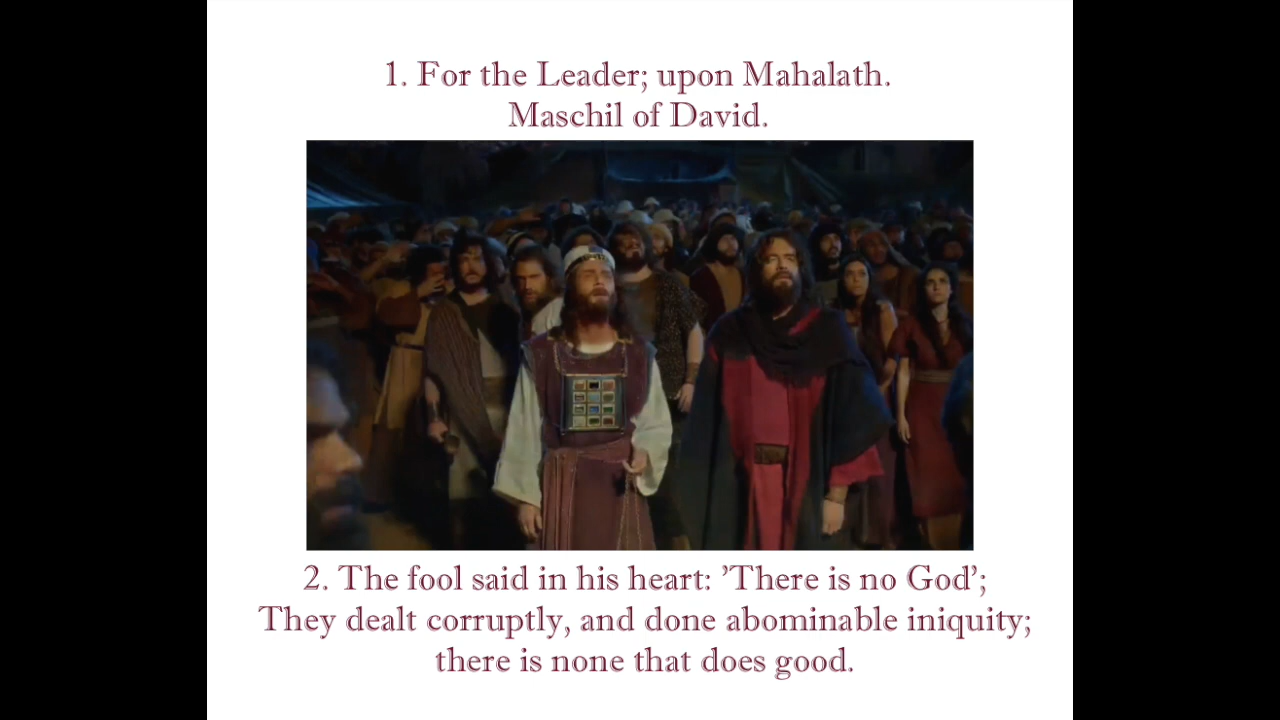 1. For the Leader; upon Mahalath.
Maschil of David.
2. The fool said in his heart: ’There is no God’;
They dealt corruptly, and done abominable iniquity;
there is none that does good.